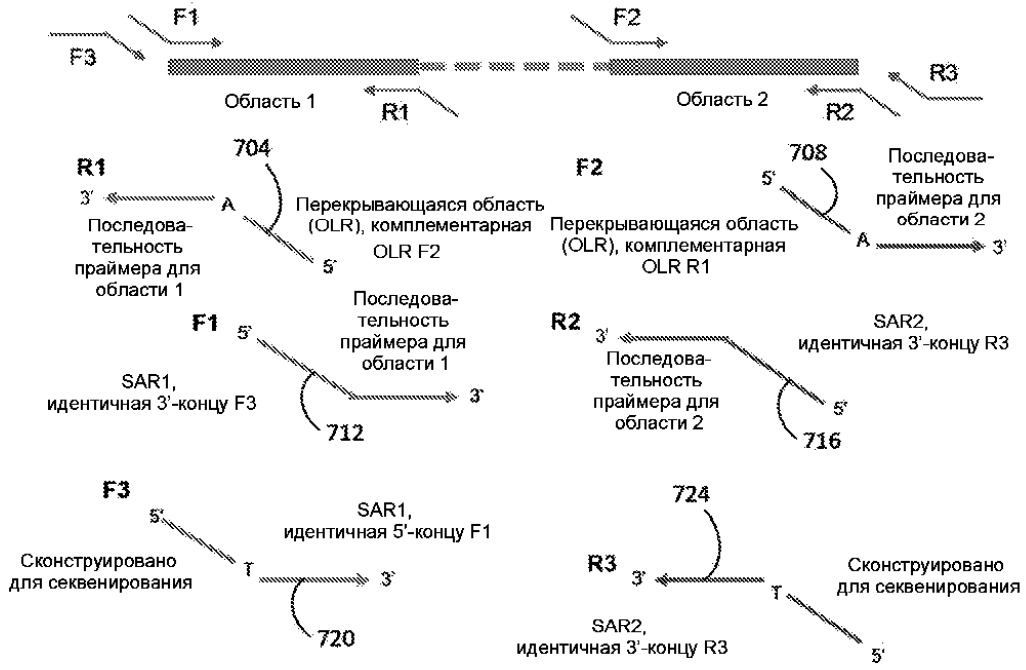 F1
F2
F3
R3
Область 1
R1
Область 2
R2
704
708
R1
F2
Последова-
тельность
праймера для
области 2
3'
A
5'
Последова-
тельность
праймера для
области 1
Перекрывающаяся область
(OLR), комплементарная
OLR F2
5'
Перекрывающаяся область
(OLR), комплементарная
OLR R1
A
3'
F1
5'
Последова-
тельность
праймера для
области 1
SAR1,
идентичная 3'-концу F3
3'
712
R2
3'
SAR2,
идентичная 3'-концу R3
Последова-
тельность
праймера для
области 2
5'
716
F3
5'
SAR1,
идентичная 5'-концу F1
Сконструировано
для секвенирования
T
3'
720
724
R3
3'
T
Сконструировано
для секвенирования
SAR2,
идентичная 3'-концу R3
5'